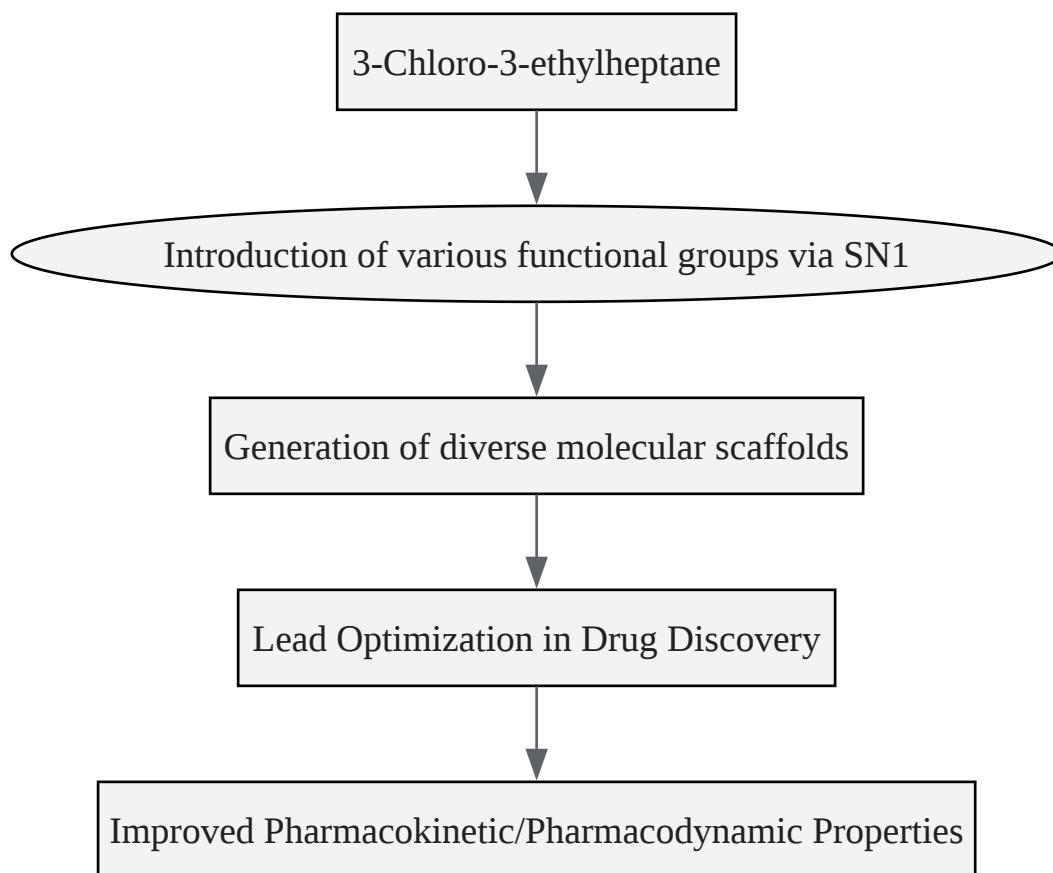 3-Chloro-3-ethylheptane
Introduction of various functional groups via SN1
Generation of diverse molecular scaffolds
Lead Optimization in Drug Discovery
Improved Pharmacokinetic/Pharmacodynamic Properties